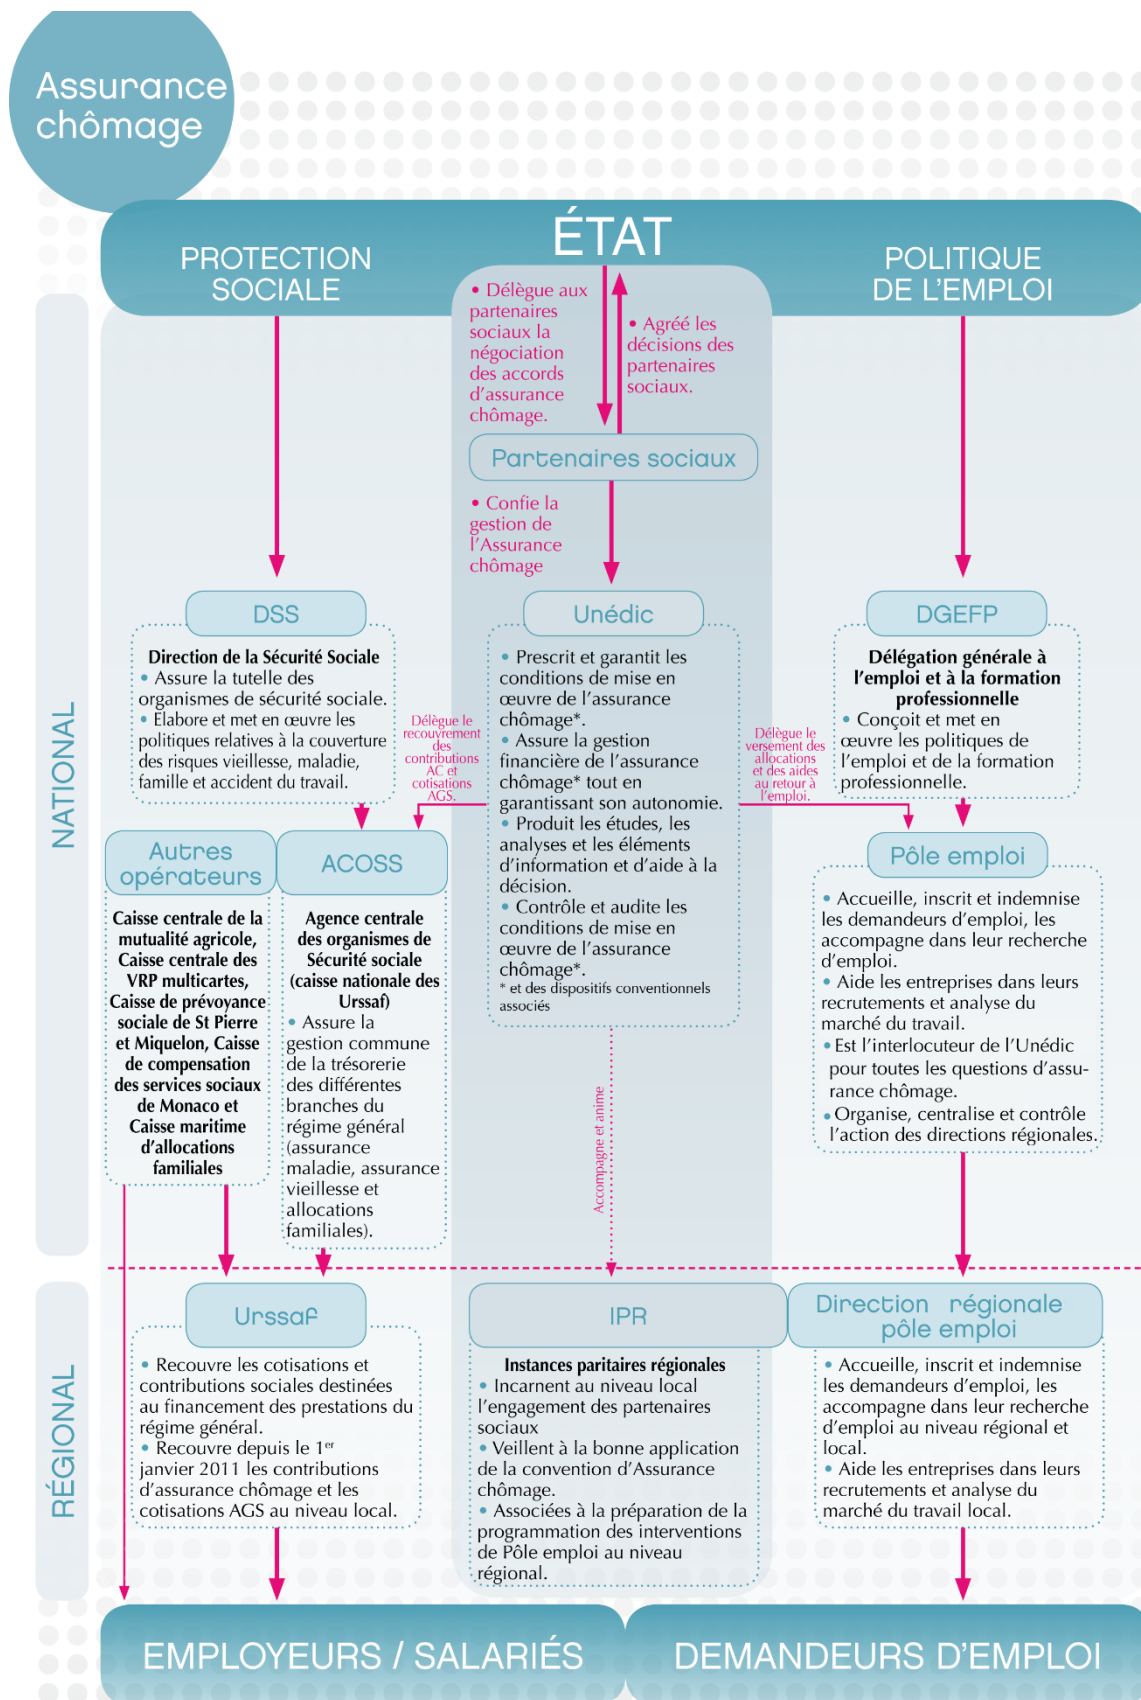 Assurance
chômage
ÉTAT
PROTECTION
SOCIALE
POLITIQUE
DE L'EMPLOI
NATIONAL
• Délègue aux
partenaires
sociaux la
négociation
des accords
d'assurance
chômage.
• Agréé les
décisions des
partenaires
sociaux.
Partenaires sociaux
• Confie la
gestion de
l'Assurance
chômage
DSS
Direction de la Sécurité Sociale
• Assure la tutelle des
organismes de sécurité sociale.
• Elabore et met en œuvre les
politiques relatives à la couverture
des risques vieillesse, maladie,
famille et accident du travail.
Délègue le
recouvrement
des
contributions
AC et
cotisations
AGS.
Unédic
• Prescrit et garantit les
conditions de mise en
œuvre de l'assurance
chômage*.
• Assure la gestion
financière de l'assurance
chômage* tout en
garantissant son autonomie.
• Produit les études, les
analyses et les éléments
d'information et d'aide à la
décision.
• Contrôle et audite les
conditions de mise en
œuvre de l'assurance
chômage*.
* et des dispositifs conventionnels
associés
Délègue le
versement des
allocations
et des aides
au retour à
l'emploi.
DGEFP
Délégation générale à
l'emploi et à la formation
professionnelle
• Conçoit et met en
œuvre les politiques de
l'emploi et de la formation
professionnelle.
Autres
opérateurs
Caisse centrale de la
mutualité agricole,
Caisse centrale des
VRP multicartes,
Caisse de prévoyance
sociale de St Pierre
et Miquelon, Caisse
de compensation
des services sociaux
de Monaco et
Caisse maritime
d'allocations
familiales
ACOSS
Agence centrale
des organismes de
Sécurité sociale
(caisse nationale des
Urssaf)
• Assure la
gestion commune
de la trésorerie
des différentes
branches du
régime général
(assurance
maladie, assurance
vieillesse et
allocations
familiales).
Accompagne et anime
Pôle emploi
• Accueille, inscrit et indemnise
les demandeurs d'emploi, les
accompagne dans leur recherche
d'emploi.
• Aide les entreprises dans leurs
recrutements et analyse du
marché du travail.
• Est l'interlocuteur de l'Unédic
pour toutes les questions d'assu-
rance chômage.
• Organise, centralise et contrôle
l'action des directions régionales.
RÉGIONAL
Urssaf
• Recouvre les cotisations et
contributions sociales destinées
au financement des prestations du
régime général.
• Recouvre depuis le 1er
janvier 2011 les contributions
d'assurance chômage et les
cotisations AGS au niveau local.
IPR
Instances paritaires régionales
• Incarnent au niveau local
l'engagement des partenaires
sociaux
• Veillent à la bonne application
de la convention d'Assurance
chômage.
• Associées à la préparation de la
programmation des interventions
de Pôle emploi au niveau
régional.
Direction régionale
pôle emploi
• Accueille, inscrit et indemnise
les demandeurs d'emploi, les
accompagne dans leur recherche
d'emploi au niveau régional et
local.
• Aide les entreprises dans leurs
recrutements et analyse du
marché du travail local.
EMPLOYEURS / SALARIÉS
DEMANDEURS D'EMPLOI